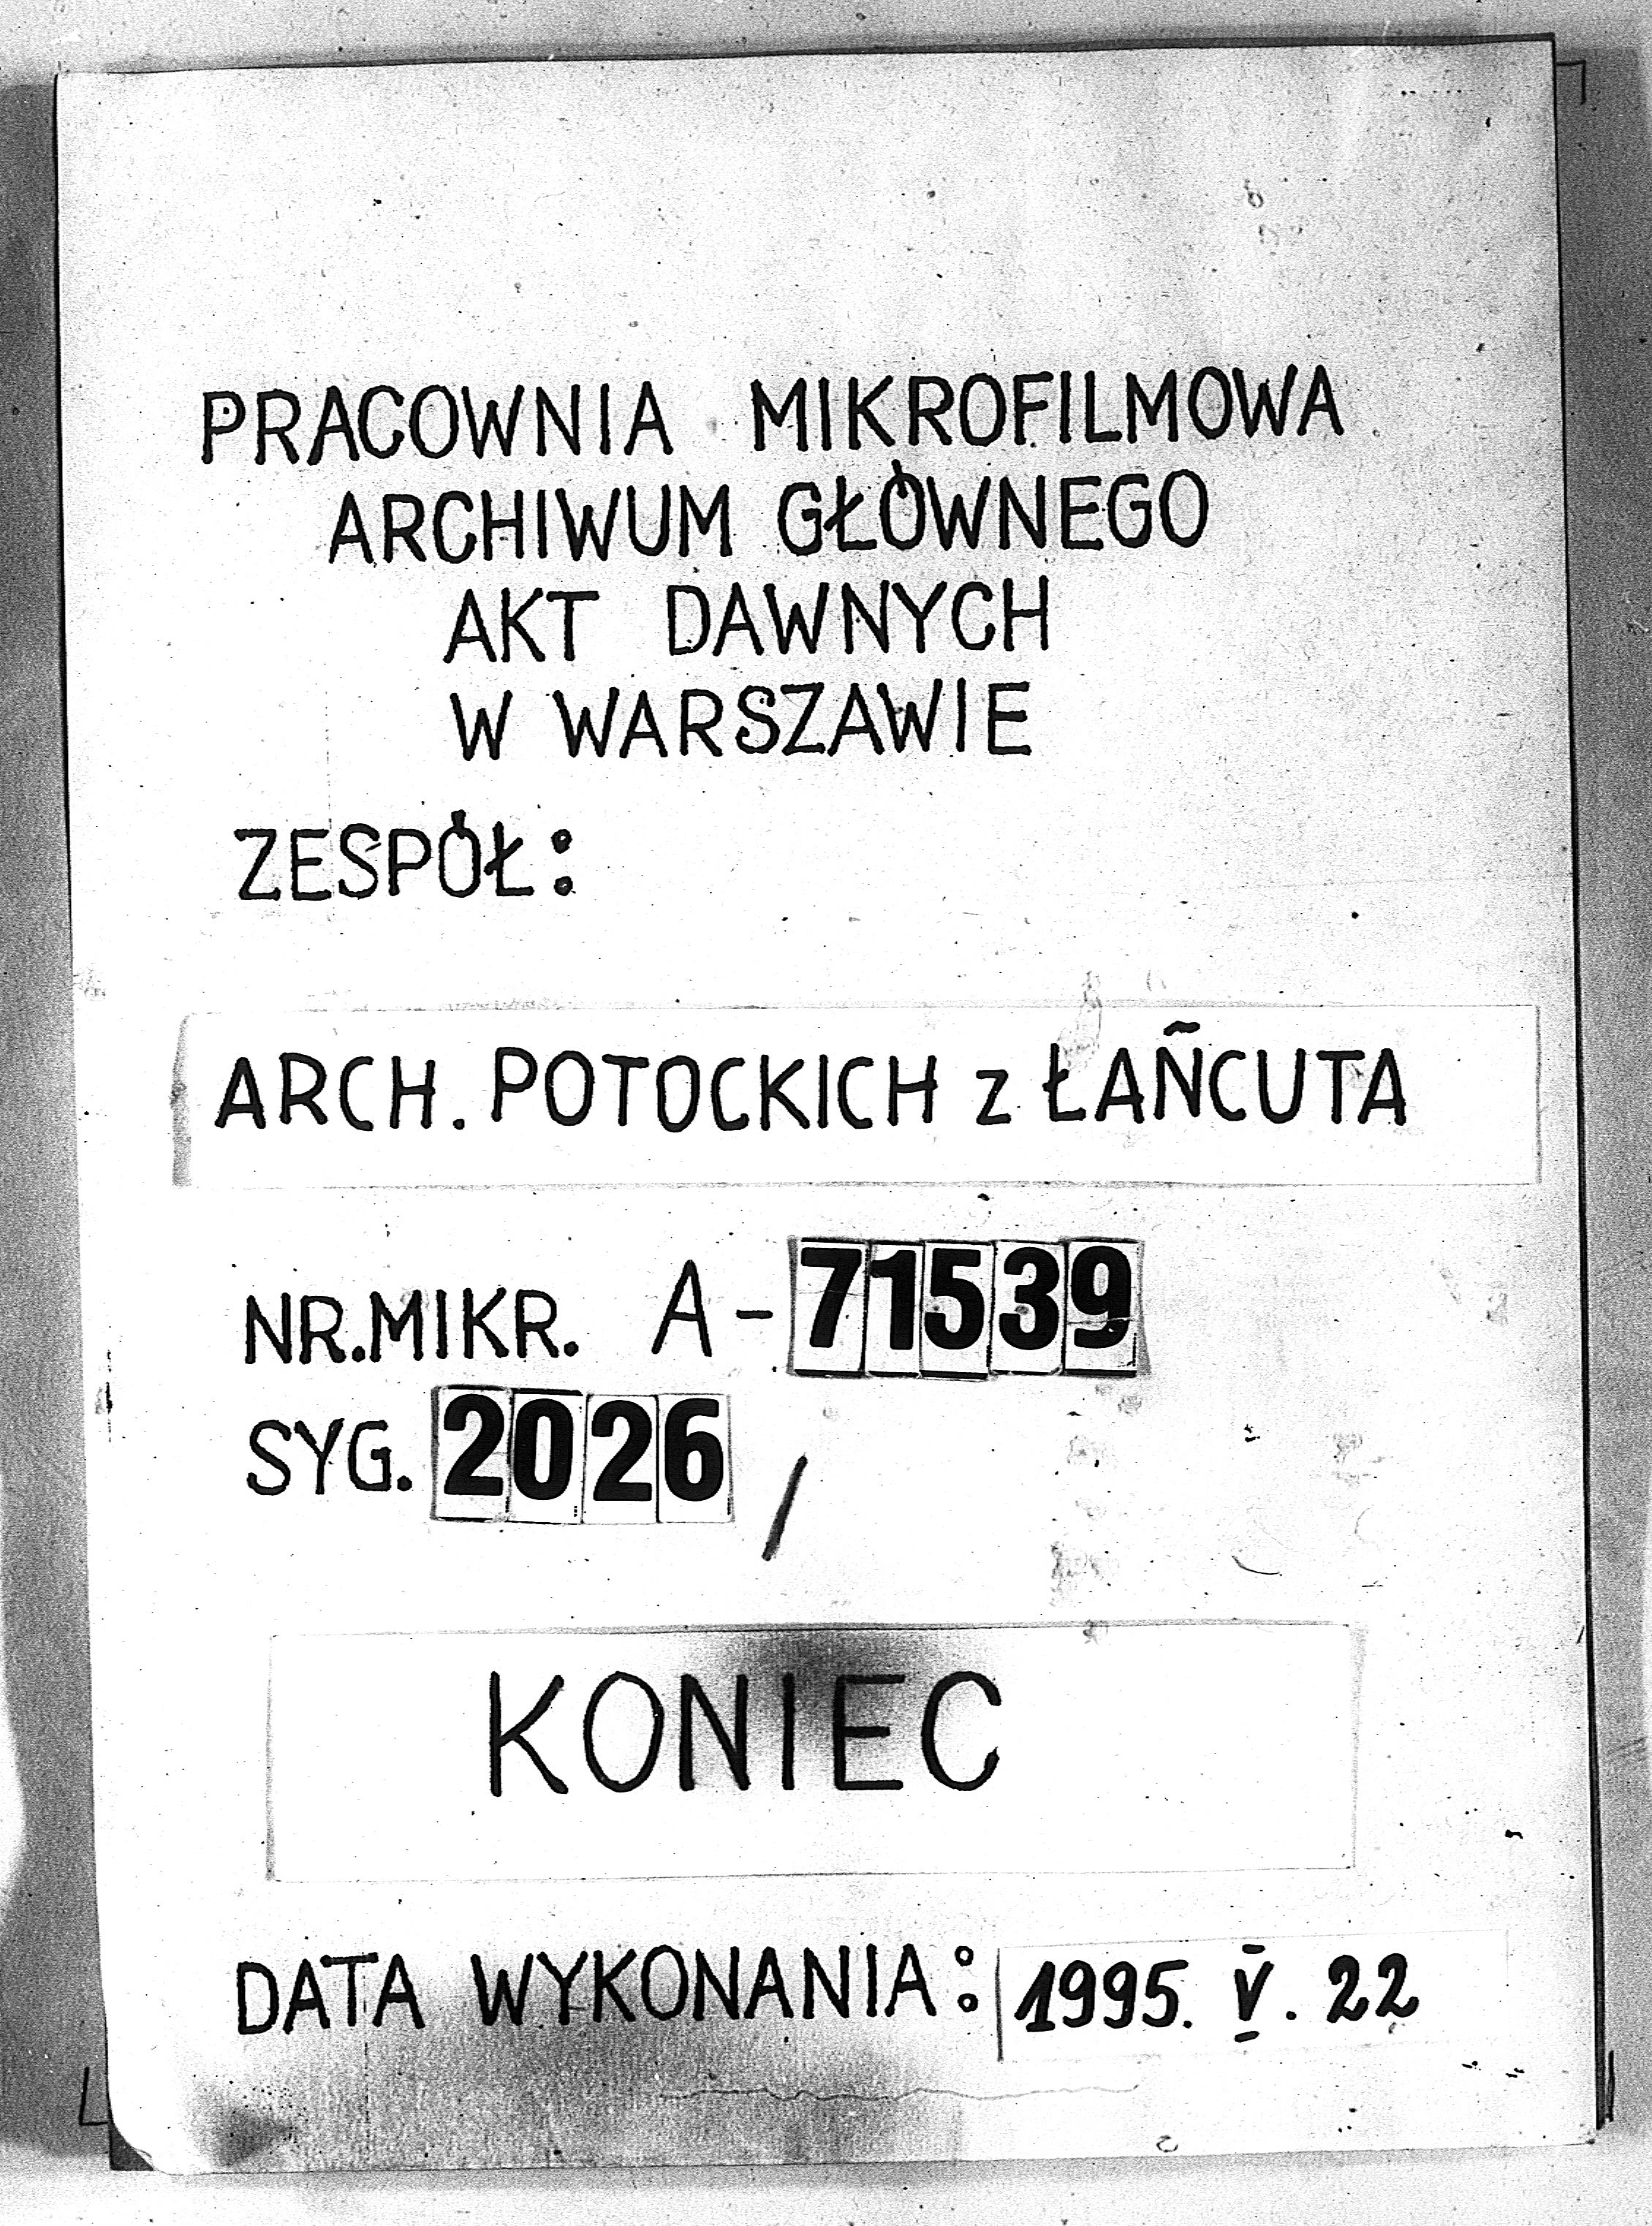 PRACOWNIA MIKROFILMOWA
ARCHIWUM GŁÓWNEGO
AKT DAWNYCH
W WARSZAWIE
ZESPÓŁ:
ARCH. POTOCKICH z ŁAÑCUTA
NR.MIKR. A-71539
SYG. 2026 /
KONIEC
DATA WYKONANIA: 1995. V. 22